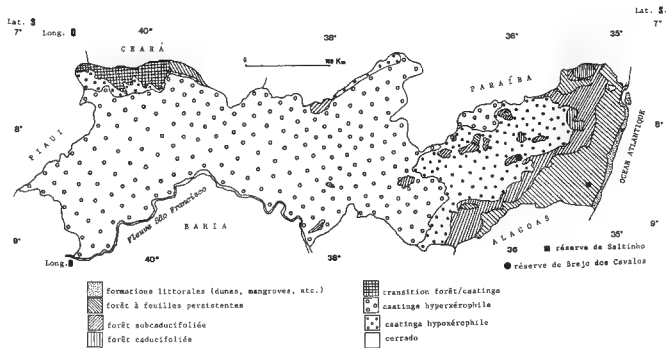 Lat. S
Lat. S.
7° Long. O 40° 38° 36° 35° 7°
CEARÁ
Km
PARAÍBA
8° PIAUI 8°
OCEAN ATLANTIQUE
Fleuve São Francisco
BAHIA
ALAGOAS
9° 9°
Long. 40° 38° 36 35°
réserve de Saltinho
réserve de Brejo dos Cavalos
formations littorales (dunes, mangroves, etc.)
forêt à feuilles persistentes
forêt subcaducifoliée
forêt caducifoliée
transition forêt/caatinga
caatinga hyperxérophile
caatinga hypoxérophile
cerrado